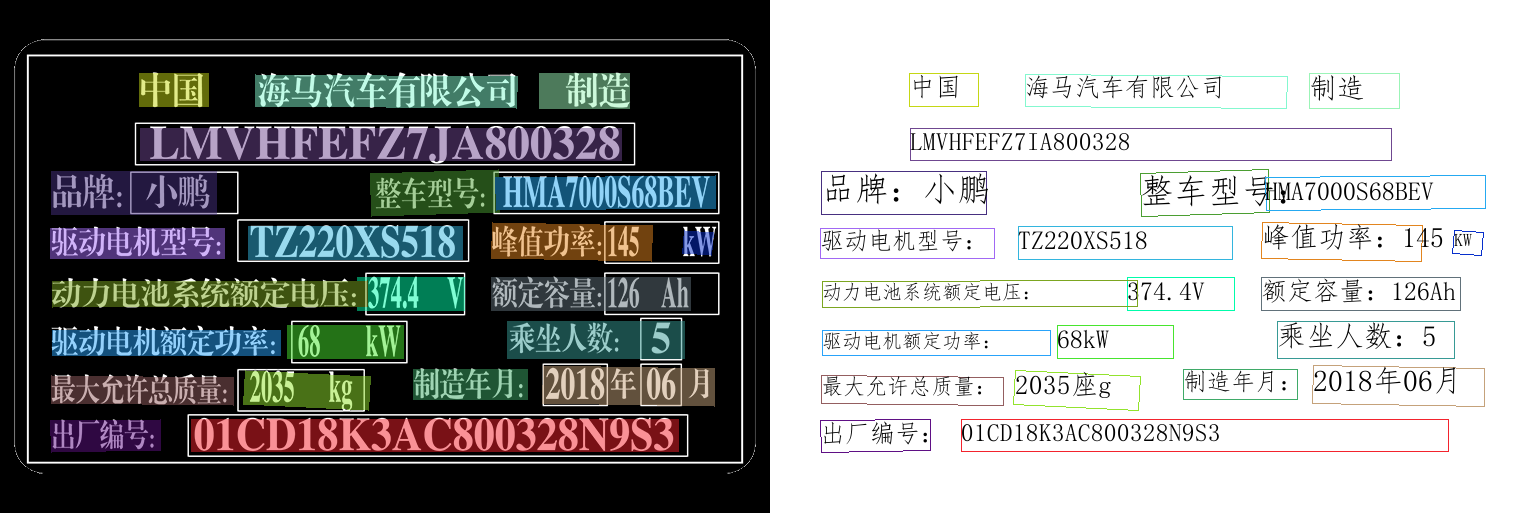 中国 海马汽车有限公司 制造
LMVHFEFZ7JA800328
品牌: 小鹏 整车型号: HMA7000S68BEV
驱动电机型号: TZ220XS518 峰值功率: 145 kW
动力电池系统额定电压: 374.4 V 额定容量: 126 Ah
驱动电机额定功率: 68 kW 乘坐人数: 5
最大允许总质量: 2035 kg 制造年月: 2018 年 06 月
出厂编号: 01CD18K3AC800328N9S3
中国 海马汽车有限公司 制造
LMVHFEFZ7IA800328
品牌: 小鹏 整车型号: HMA7000S68BEV
驱动电机型号: TZ220XS518 峰值功率: 145 KW
动力电池系统额定电压: 374.4V 额定容量: 126Ah
驱动电机额定功率: 68kW 乘坐人数: 5
最大允许总质量: 2035座g 制造年月: 2018年06月
出厂编号: 01CD18K3AC800328N9S3